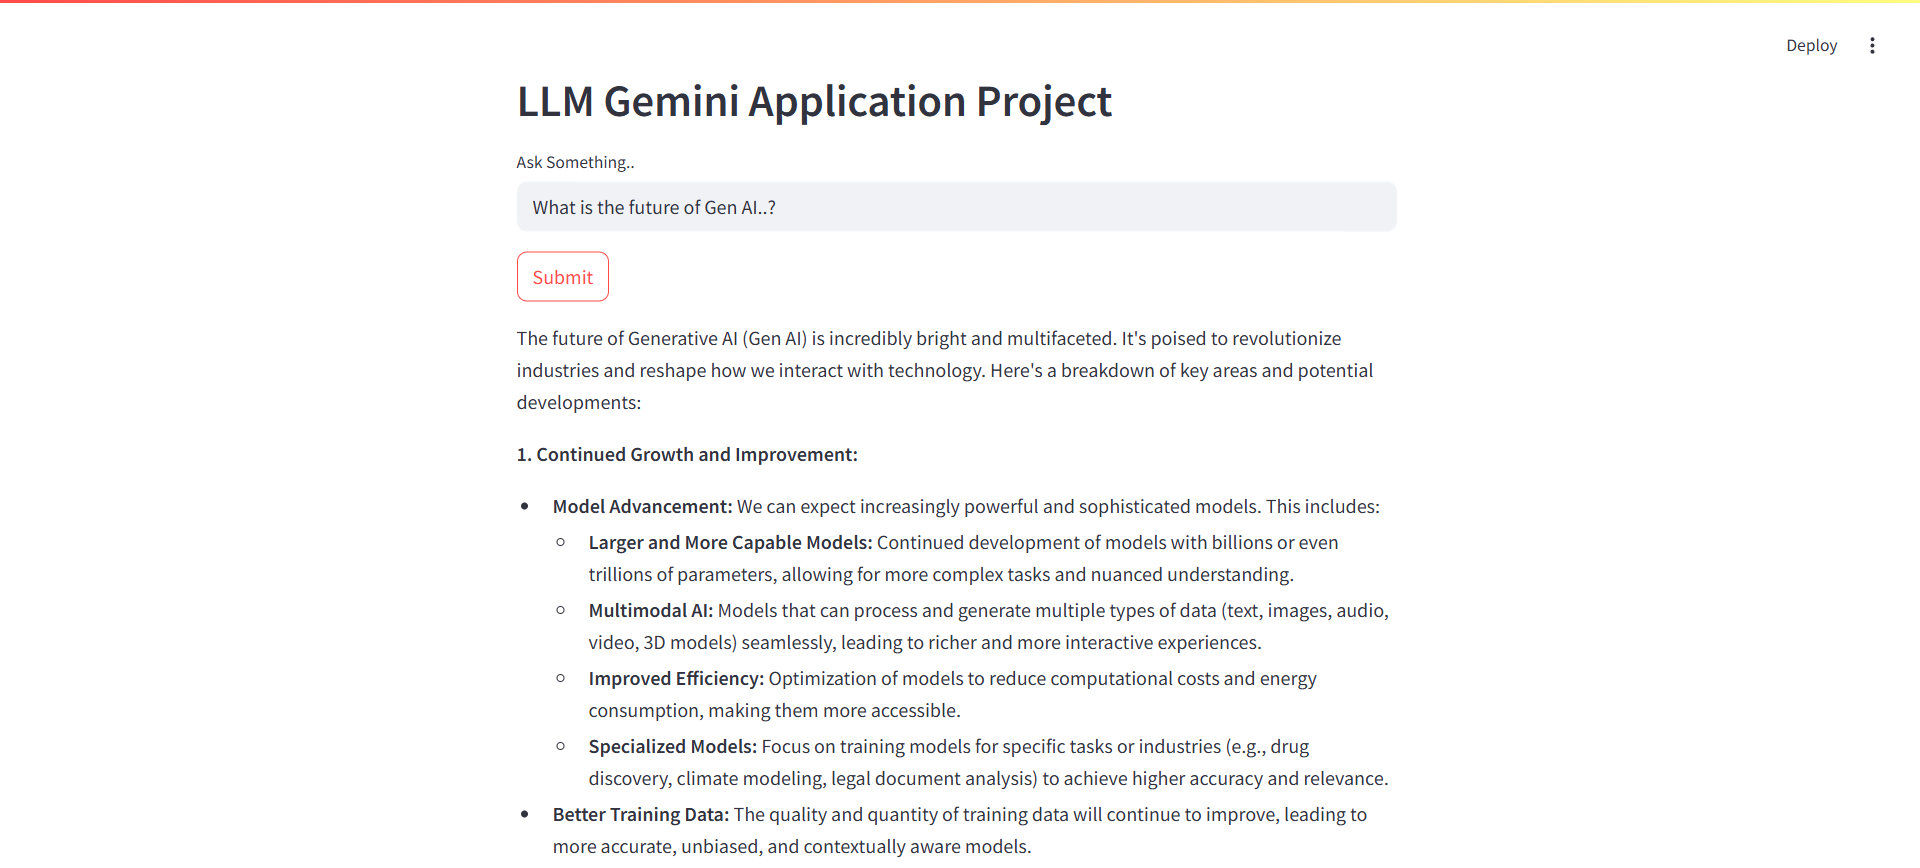 Deploy
LLM Gemini Application Project
Ask Something..
What is the future of Gen AI..?
Submit
The future of Generative AI (Gen AI) is incredibly bright and multifaceted. It's poised to revolutionize
industries and reshape how we interact with technology. Here's a breakdown of key areas and potential
developments:
1. Continued Growth and Improvement:
Model Advancement: We can expect increasingly powerful and sophisticated models. This includes:
Larger and More Capable Models: Continued development of models with billions or even
trillions of parameters, allowing for more complex tasks and nuanced understanding.
Multimodal AI: Models that can process and generate multiple types of data (text, images, audio,
video, 3D models) seamlessly, leading to richer and more interactive experiences.
Improved Efficiency: Optimization of models to reduce computational costs and energy
consumption, making them more accessible.
Specialized Models: Focus on training models for specific tasks or industries (e.g., drug
discovery, climate modeling, legal document analysis) to achieve higher accuracy and relevance.
Better Training Data: The quality and quantity of training data will continue to improve, leading to
more accurate, unbiased, and contextually aware models.